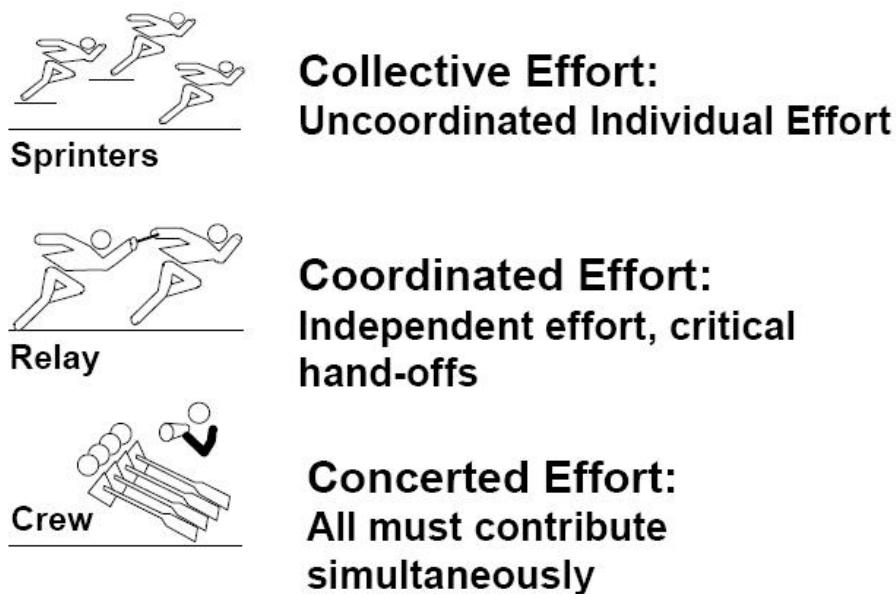 Collective Effort:
Uncoordinated Individual Effort
Sprinters
Coordinated Effort:
Independent effort, critical
hand-offs
Relay
Concerted Effort:
All must contribute
simultaneously
Crew